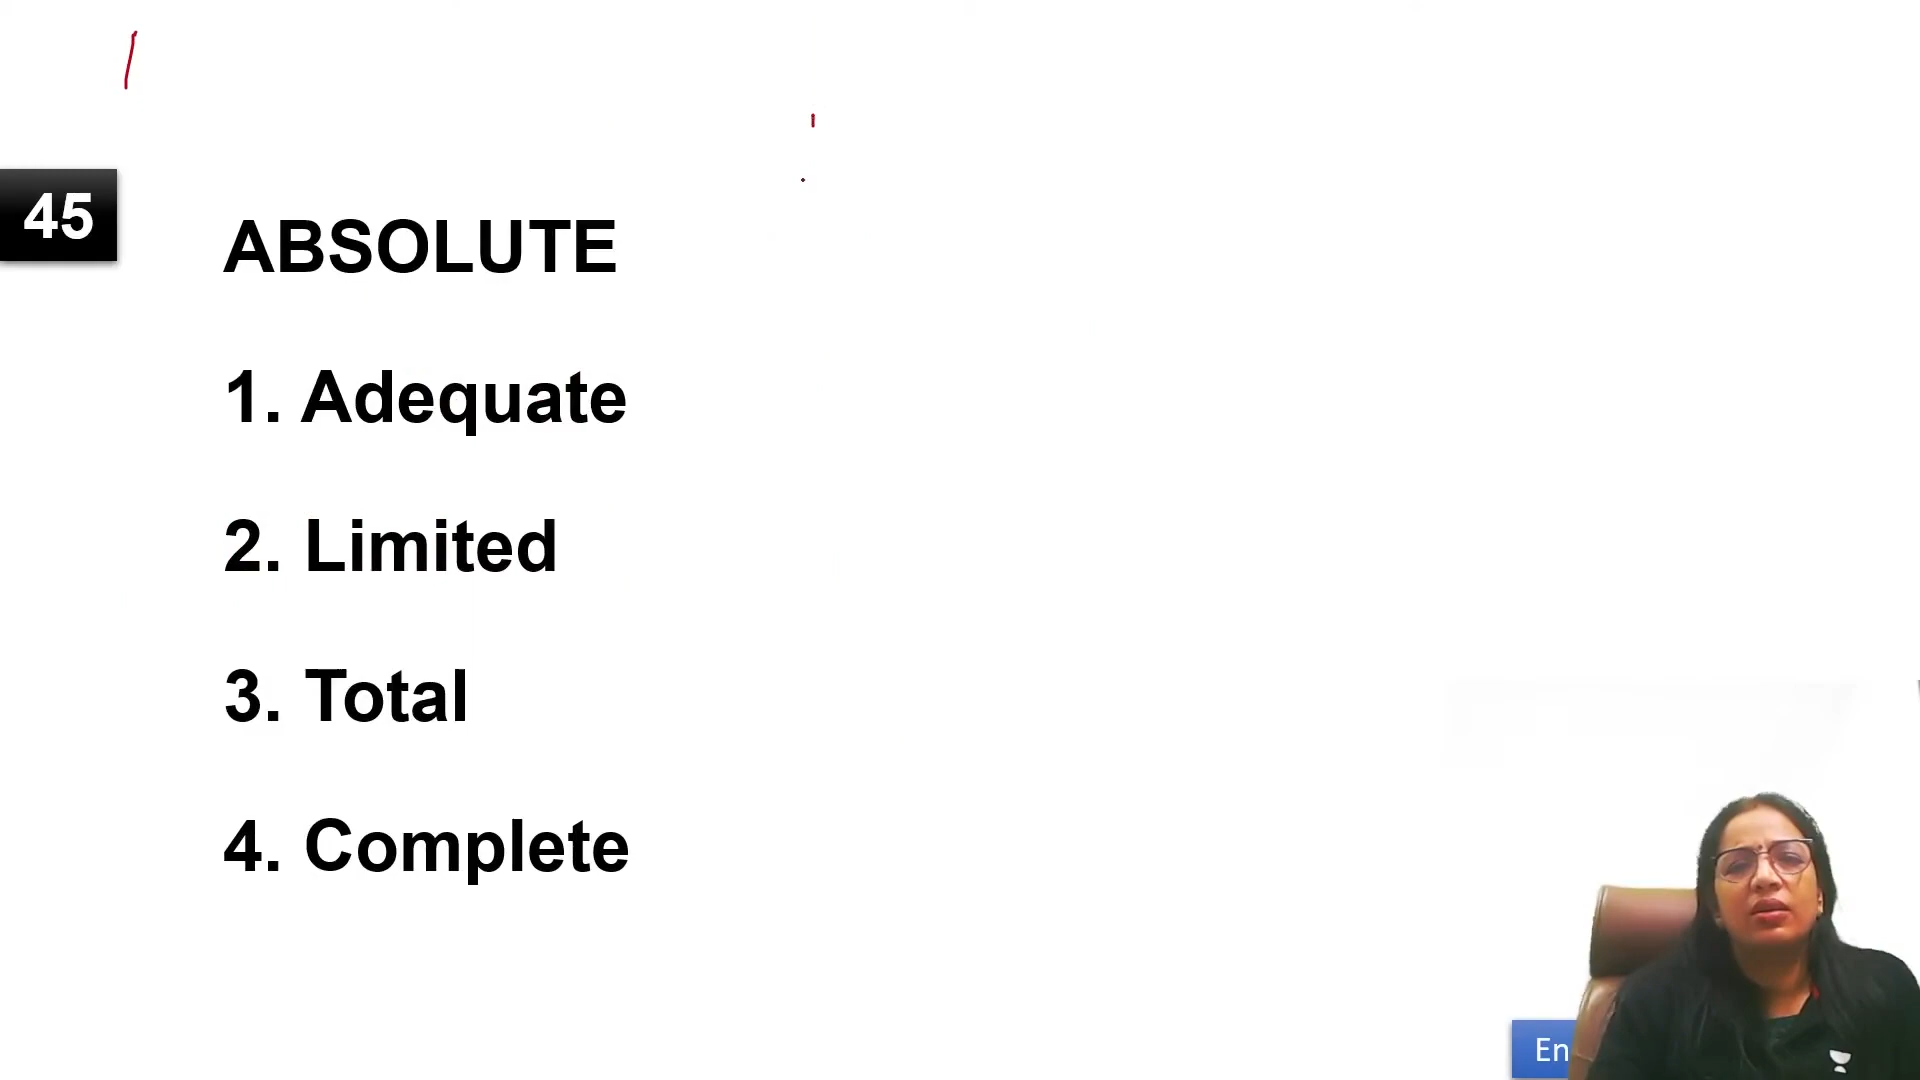 45
ABSOLUTE
1. Adequate
2. Limited
3. Total
4. Complete
En